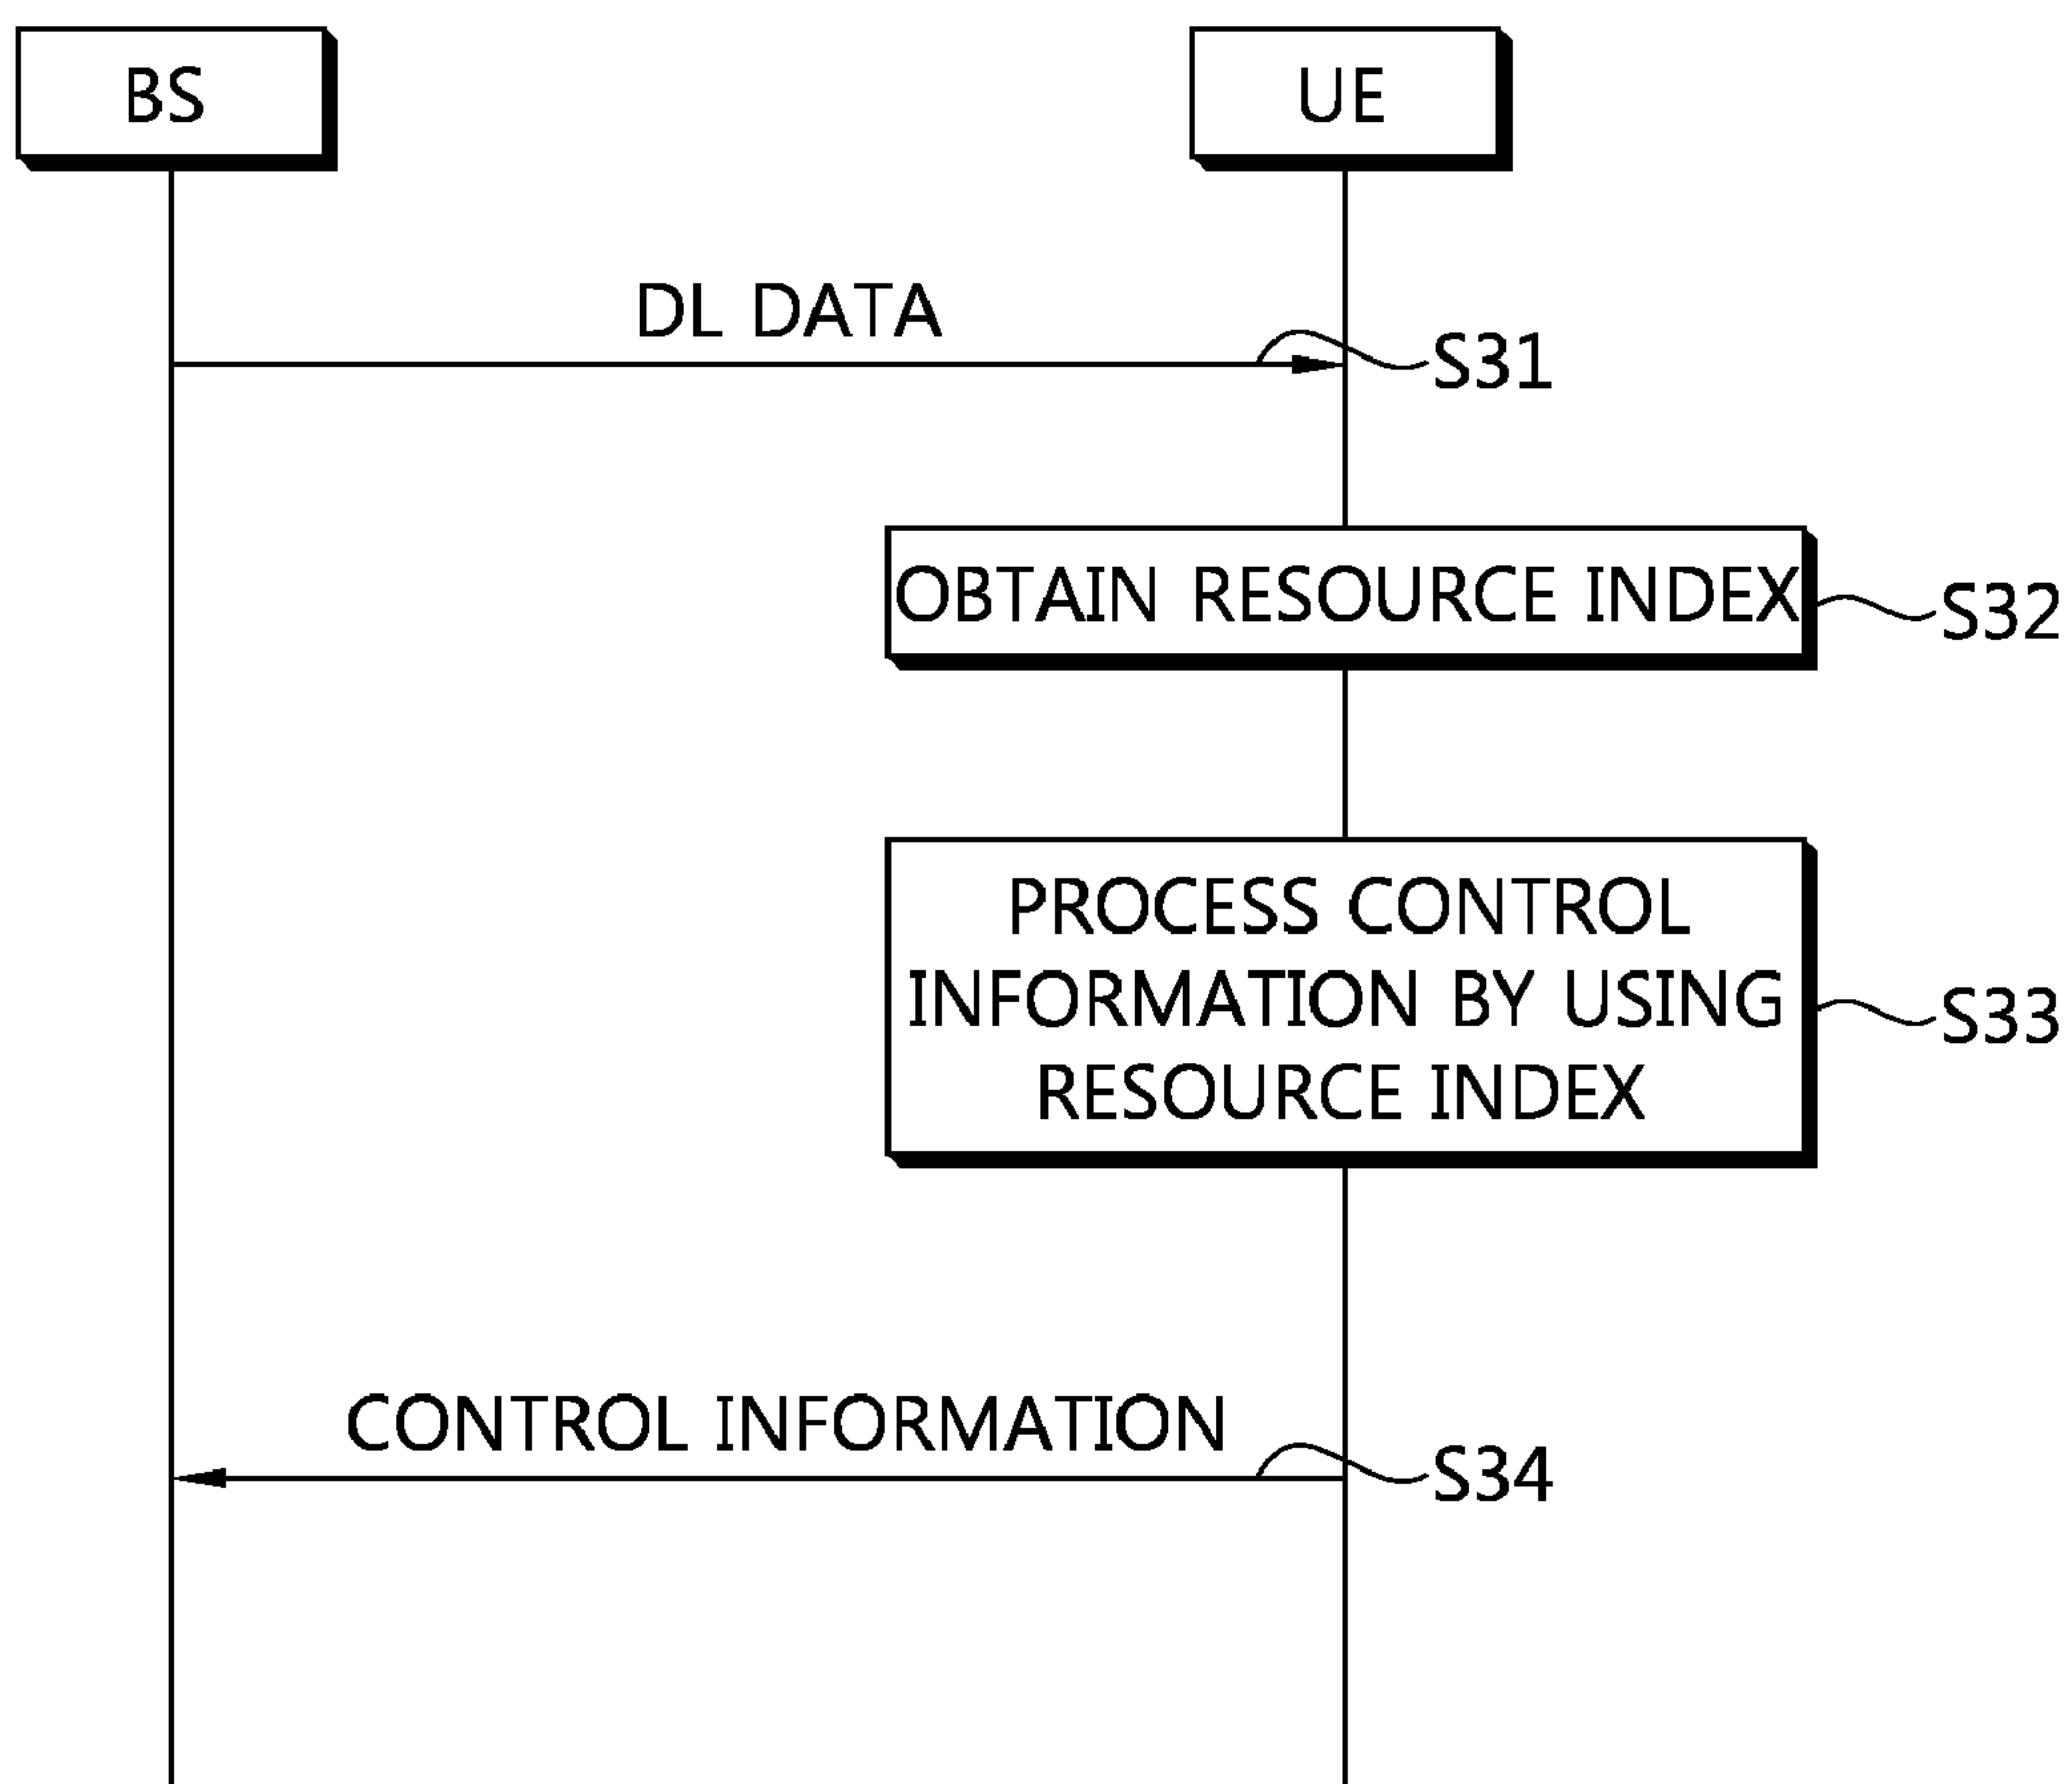 BS
UE
DL DATA
S31
OBTAIN RESOURCE INDEX
S32
PROCESS CONTROL
INFORMATION BY USING
RESOURCE INDEX
S33
CONTROL INFORMATION
S34